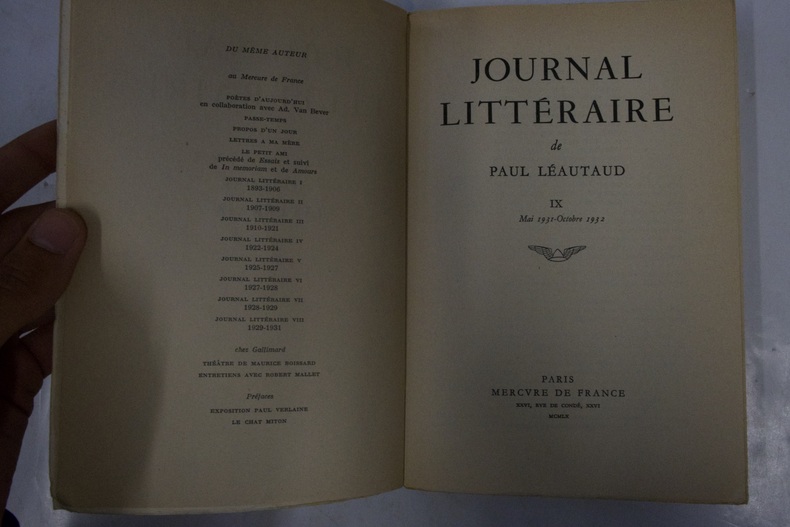 DU MÊME AUTEUR
au Mercure de France
POÈTES D'AUJOURD'HUI
en collaboration avec Ad. Van Bever
PASSE-TEMPS
PROPOS D'UN JOUR
LETTRES A MA MÈRE
LE PETIT AMI
précédé de Essais et suivi
de In memoriam et de Amours
JOURNAL LITTÉRAIRE I
1893-1906
JOURNAL LITTÉRAIRE II
1907-1909
JOURNAL LITTÉRAIRE III
1910-1921
JOURNAL LITTÉRAIRE IV
1922-1924
JOURNAL LITTÉRAIRE V
1925-1927
JOURNAL LITTÉRAIRE VI
1927-1928
JOURNAL LITTÉRAIRE VII
1928-1929
JOURNAL LITTÉRAIRE VIII
1929-1931
chez Gallimard
THÉÂTRE DE MAURICE BOISSARD
ENTRETIENS AVEC ROBERT MALLET
Préfaces
EXPOSITION PAUL VERLAINE
LE CHAT MITON
JOURNAL
LITTÉRAIRE
de
PAUL LÉAUTAUD
IX
Mai 1931-Octobre 1932
PARIS
MERCVRE DE FRANCE
XXVI, RVE DE CONDÉ, XXVI
MCMLX.